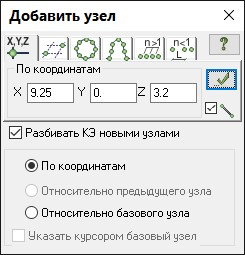 Добавить узел
X,Y,Z n>1 n<1 L ?
По координатам
X 9.25 Y 0. Z 3.2
Разбивать КЭ новыми узлами
По координатам
Относительно предыдущего узла
Относительно базового узла
Указать курсором базовый узел